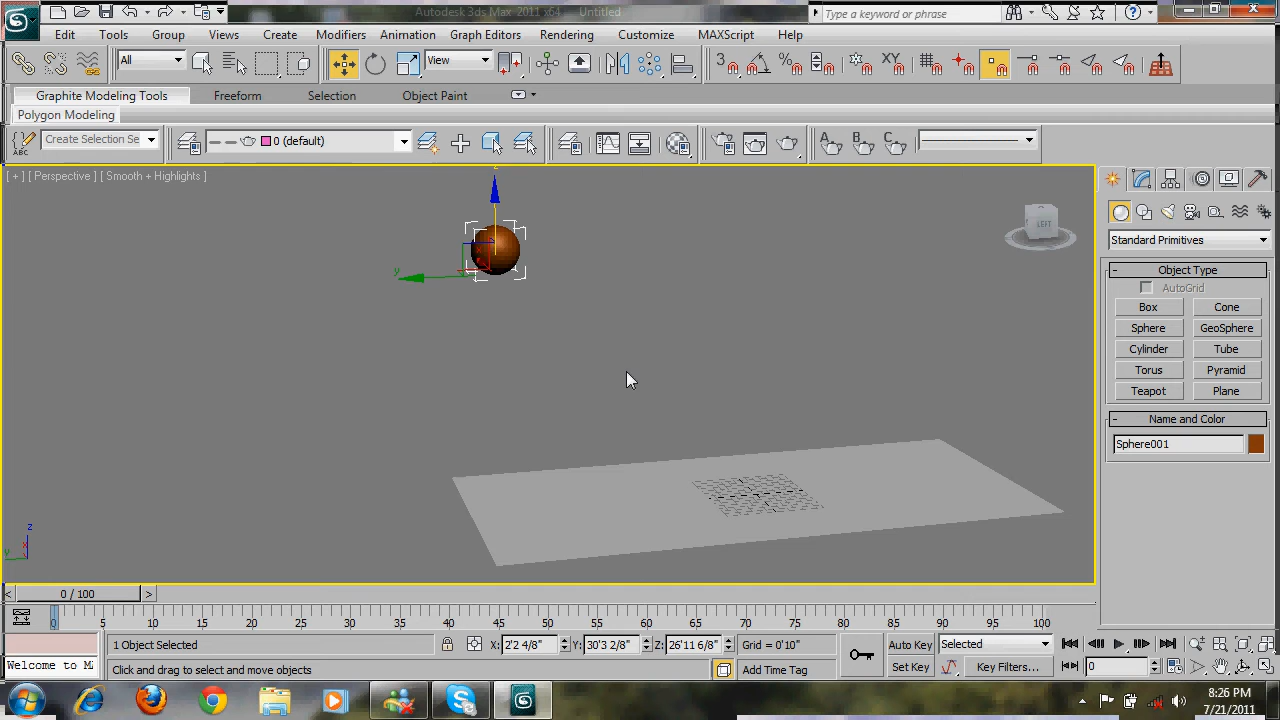 Autodesk 3ds Max 2011 x64 Untitled
Type a keyword or phrase
Edit Tools Group Views Create Modifiers Animation Graph Editors Rendering Customize MAXScript Help
All View 3 % XY
Graphite Modeling Tools Freeform Selection Object Paint
Polygon Modeling
ABC Create Selection Se 0 (default) A B C
[ + ] [ Perspective ] [ Smooth + Highlights ]
z
y
LEFT
Standard Primitives
- Object Type
AutoGrid
Box Cone
Sphere GeoSphere
Cylinder Tube
Torus Pyramid
Teapot Plane
- Name and Color
Sphere001
z
y x
< 0 / 100 >
0 5 10 15 20 25 30 35 40 45 50 55 60 65 70 75 80 85 90 95 100
1 Object Selected X: 2'2 4/8" Y: 30'3 2/8" Z: 26'11 6/8" Grid = 0'10" Auto Key Selected
Welcome to MA Click and drag to select and move objects Add Time Tag Set Key Key Filters... 0
8:26 PM
7/21/2011